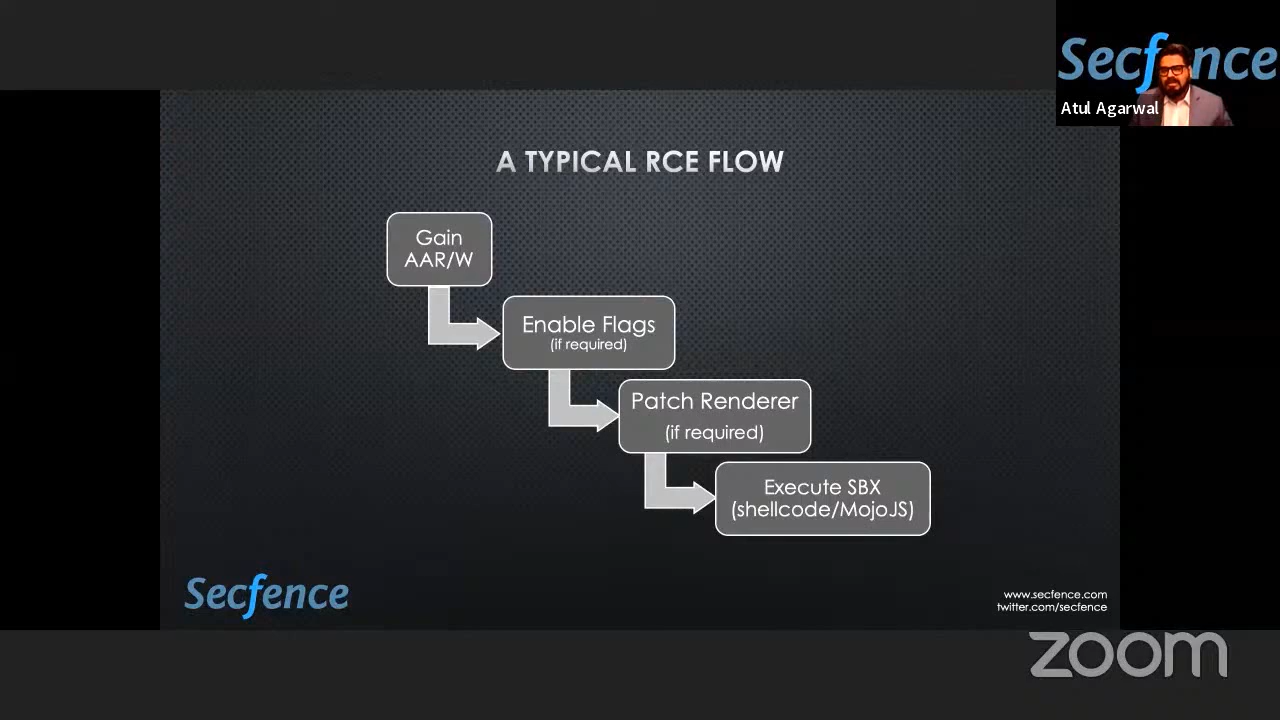 Secfence
Atul Agarwal
A TYPICAL RCE FLOW
Gain
AAR/W
Enable Flags
(if required)
Patch Renderer
(if required)
Execute SBX
(shellcode/MojoJS)
Secfence
www.secfence.com
twitter.com/secfence
zoom